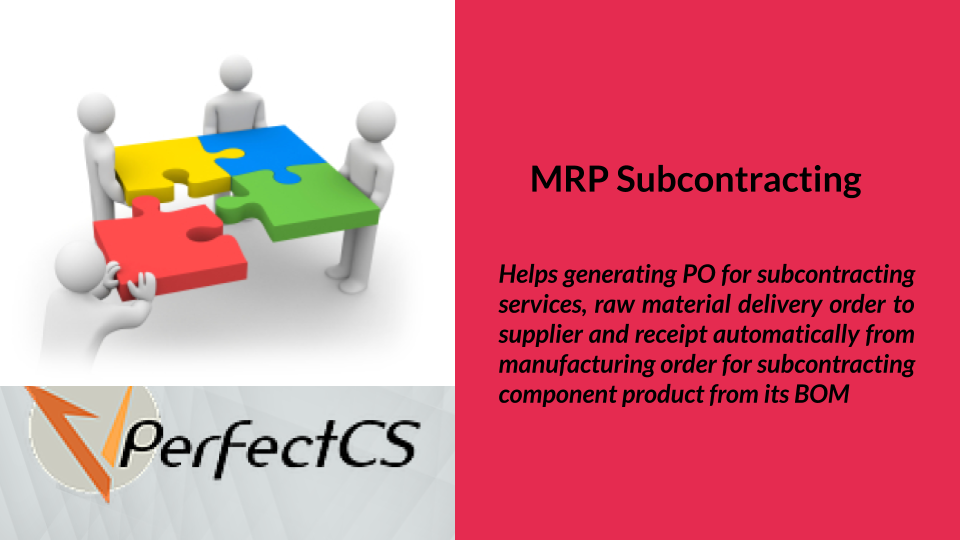 MRP Subcontracting
Helps generating PO for subcontracting
services, raw material delivery order to
supplier and receipt automatically from
manufacturing order for subcontracting
component product from its BOM
PerfectCS